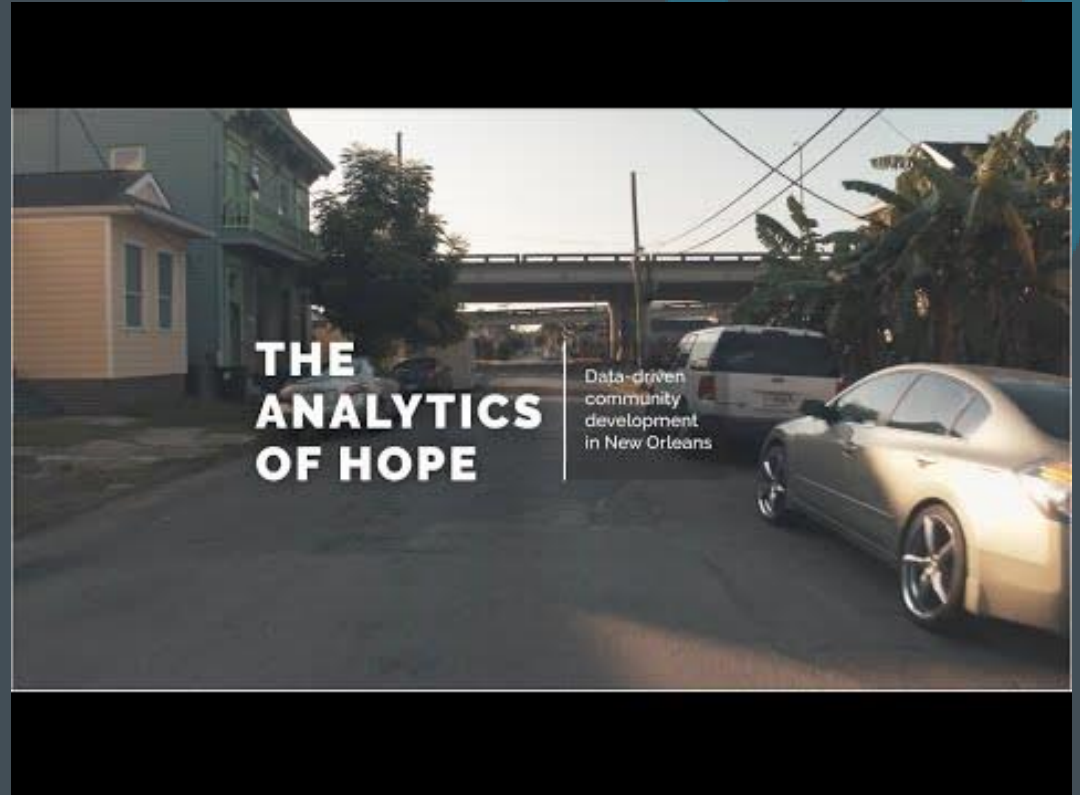 THE
ANALYTICS
OF HOPE
Data-driven
community
development
in New Orleans